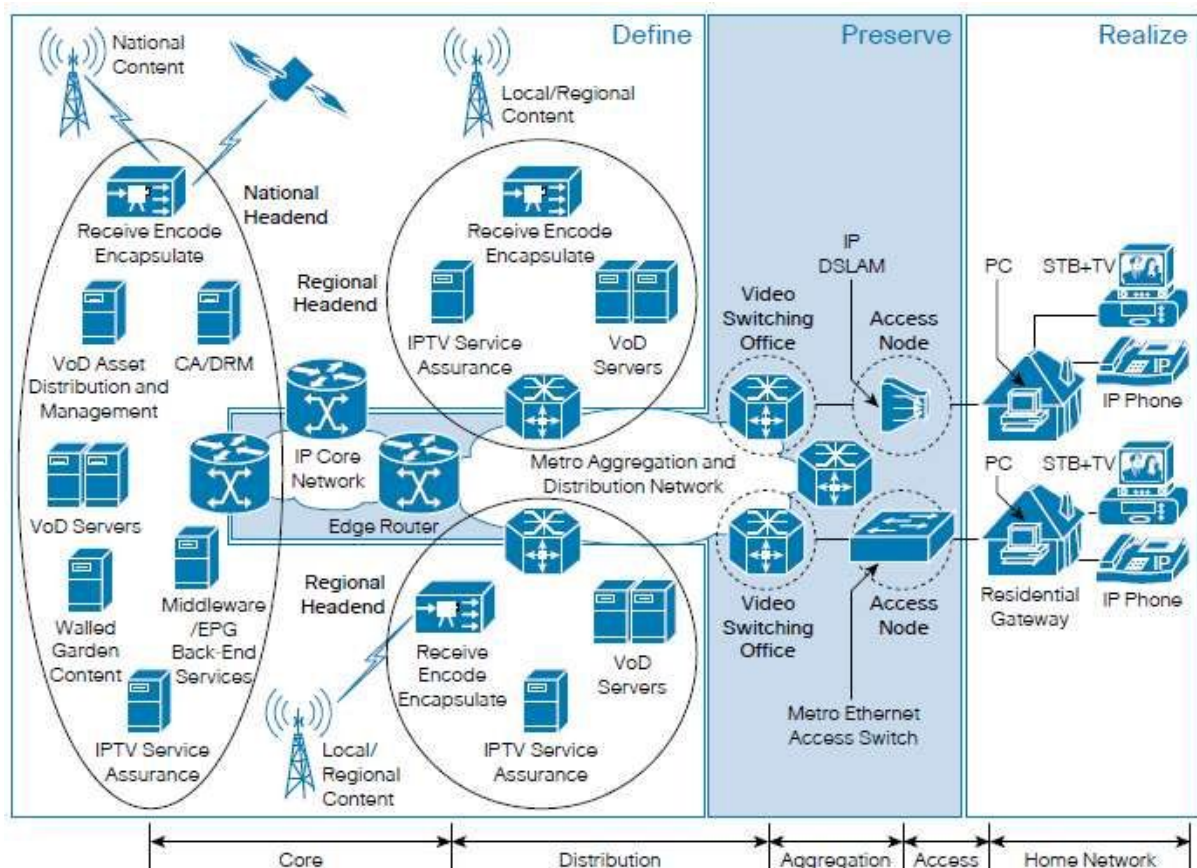 Define
Preserve
Realize
National
Content
Local/Regional
Content
National
Headend
Receive Encode
Encapsulate
Receive Encode
Encapsulate
IP
DSLAM
PC
STB+TV
Regional
Headend
Video
Switching
Office
Access
Node
VoD Asset
Distribution and
Management
CA/DRM
IPTV Service
Assurance
VoD
Servers
IP Phone
IP
IP Core
Network
Metro Aggregation and
Distribution Network
PC
STB+TV
VoD Servers
Edge Router
Regional
Headend
IP
IP Phone
Walled
Garden
Content
Middleware
/EPG
Back-End
Services
Receive
Encode
Encapsulate
VoD
Servers
Video
Switching
Office
Access
Node
Residential
Gateway
IPTV Service
Assurance
Local/
Regional
Content
IPTV Service
Assurance
Metro Ethernet
Access Switch
Core
Distribution
Aggregation
Access
Home Network